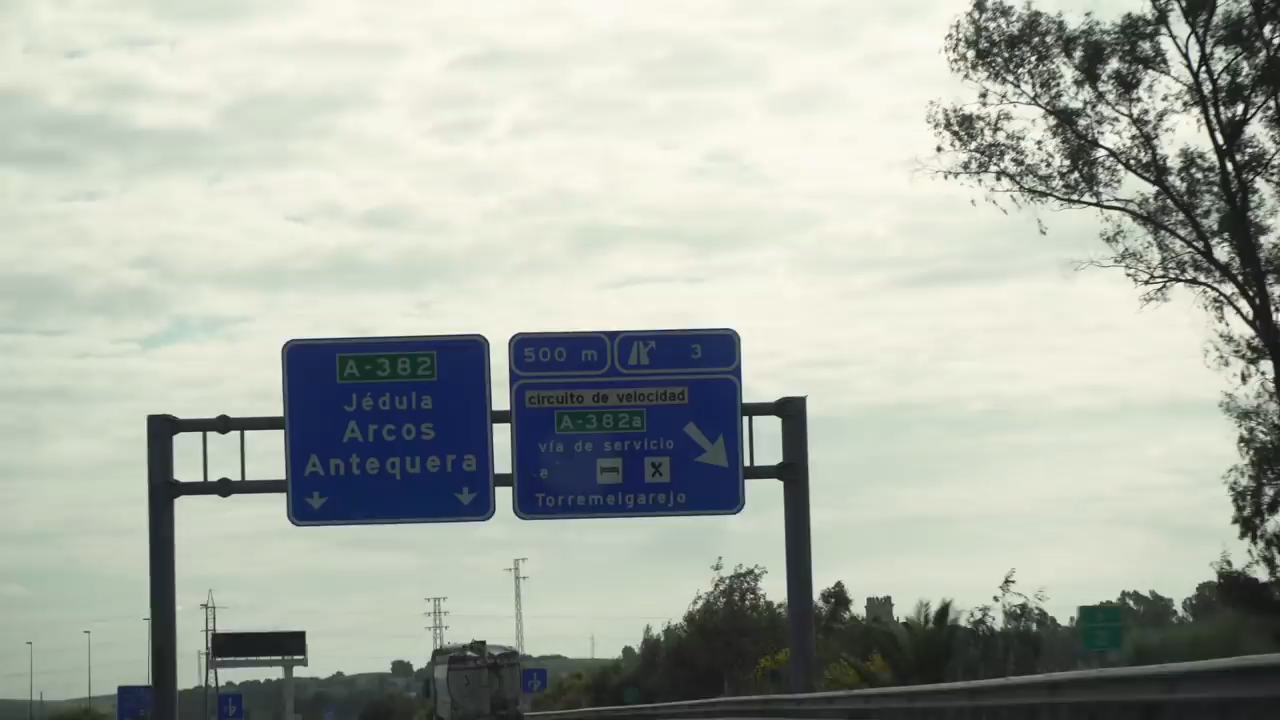 A-382
Jédula
Arcos
Antequera
500 m
3
circuito de velocidad
A-382a
vía de servicio
a
Torremelgarejo